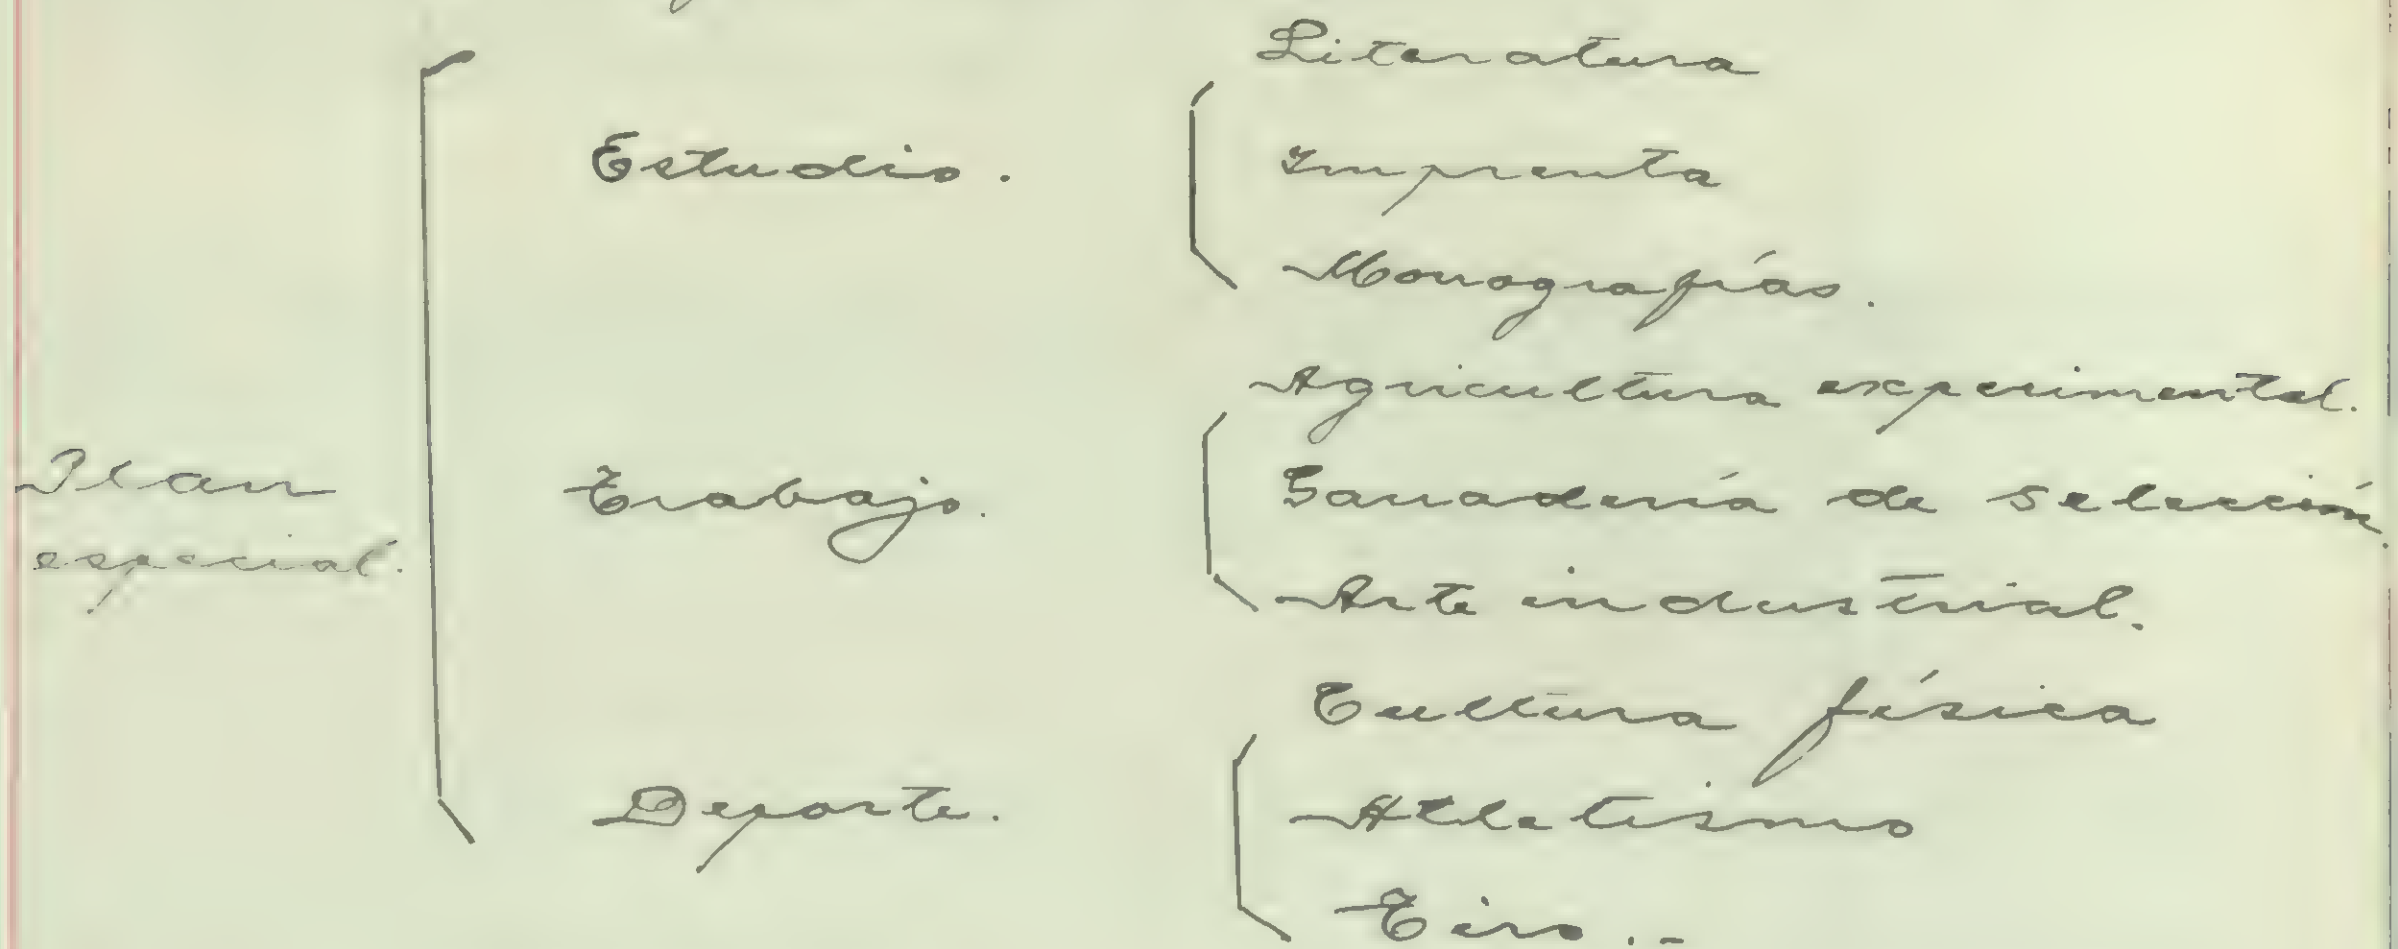 Plan
especial.
Estudio.
Literatura
Imprenta
Monografías.
Trabajo.
Agricultura experimental.
Ganadería de selección.
Arte industrial.
Deporte.
Cultura física
Atletismo
Tiro.-